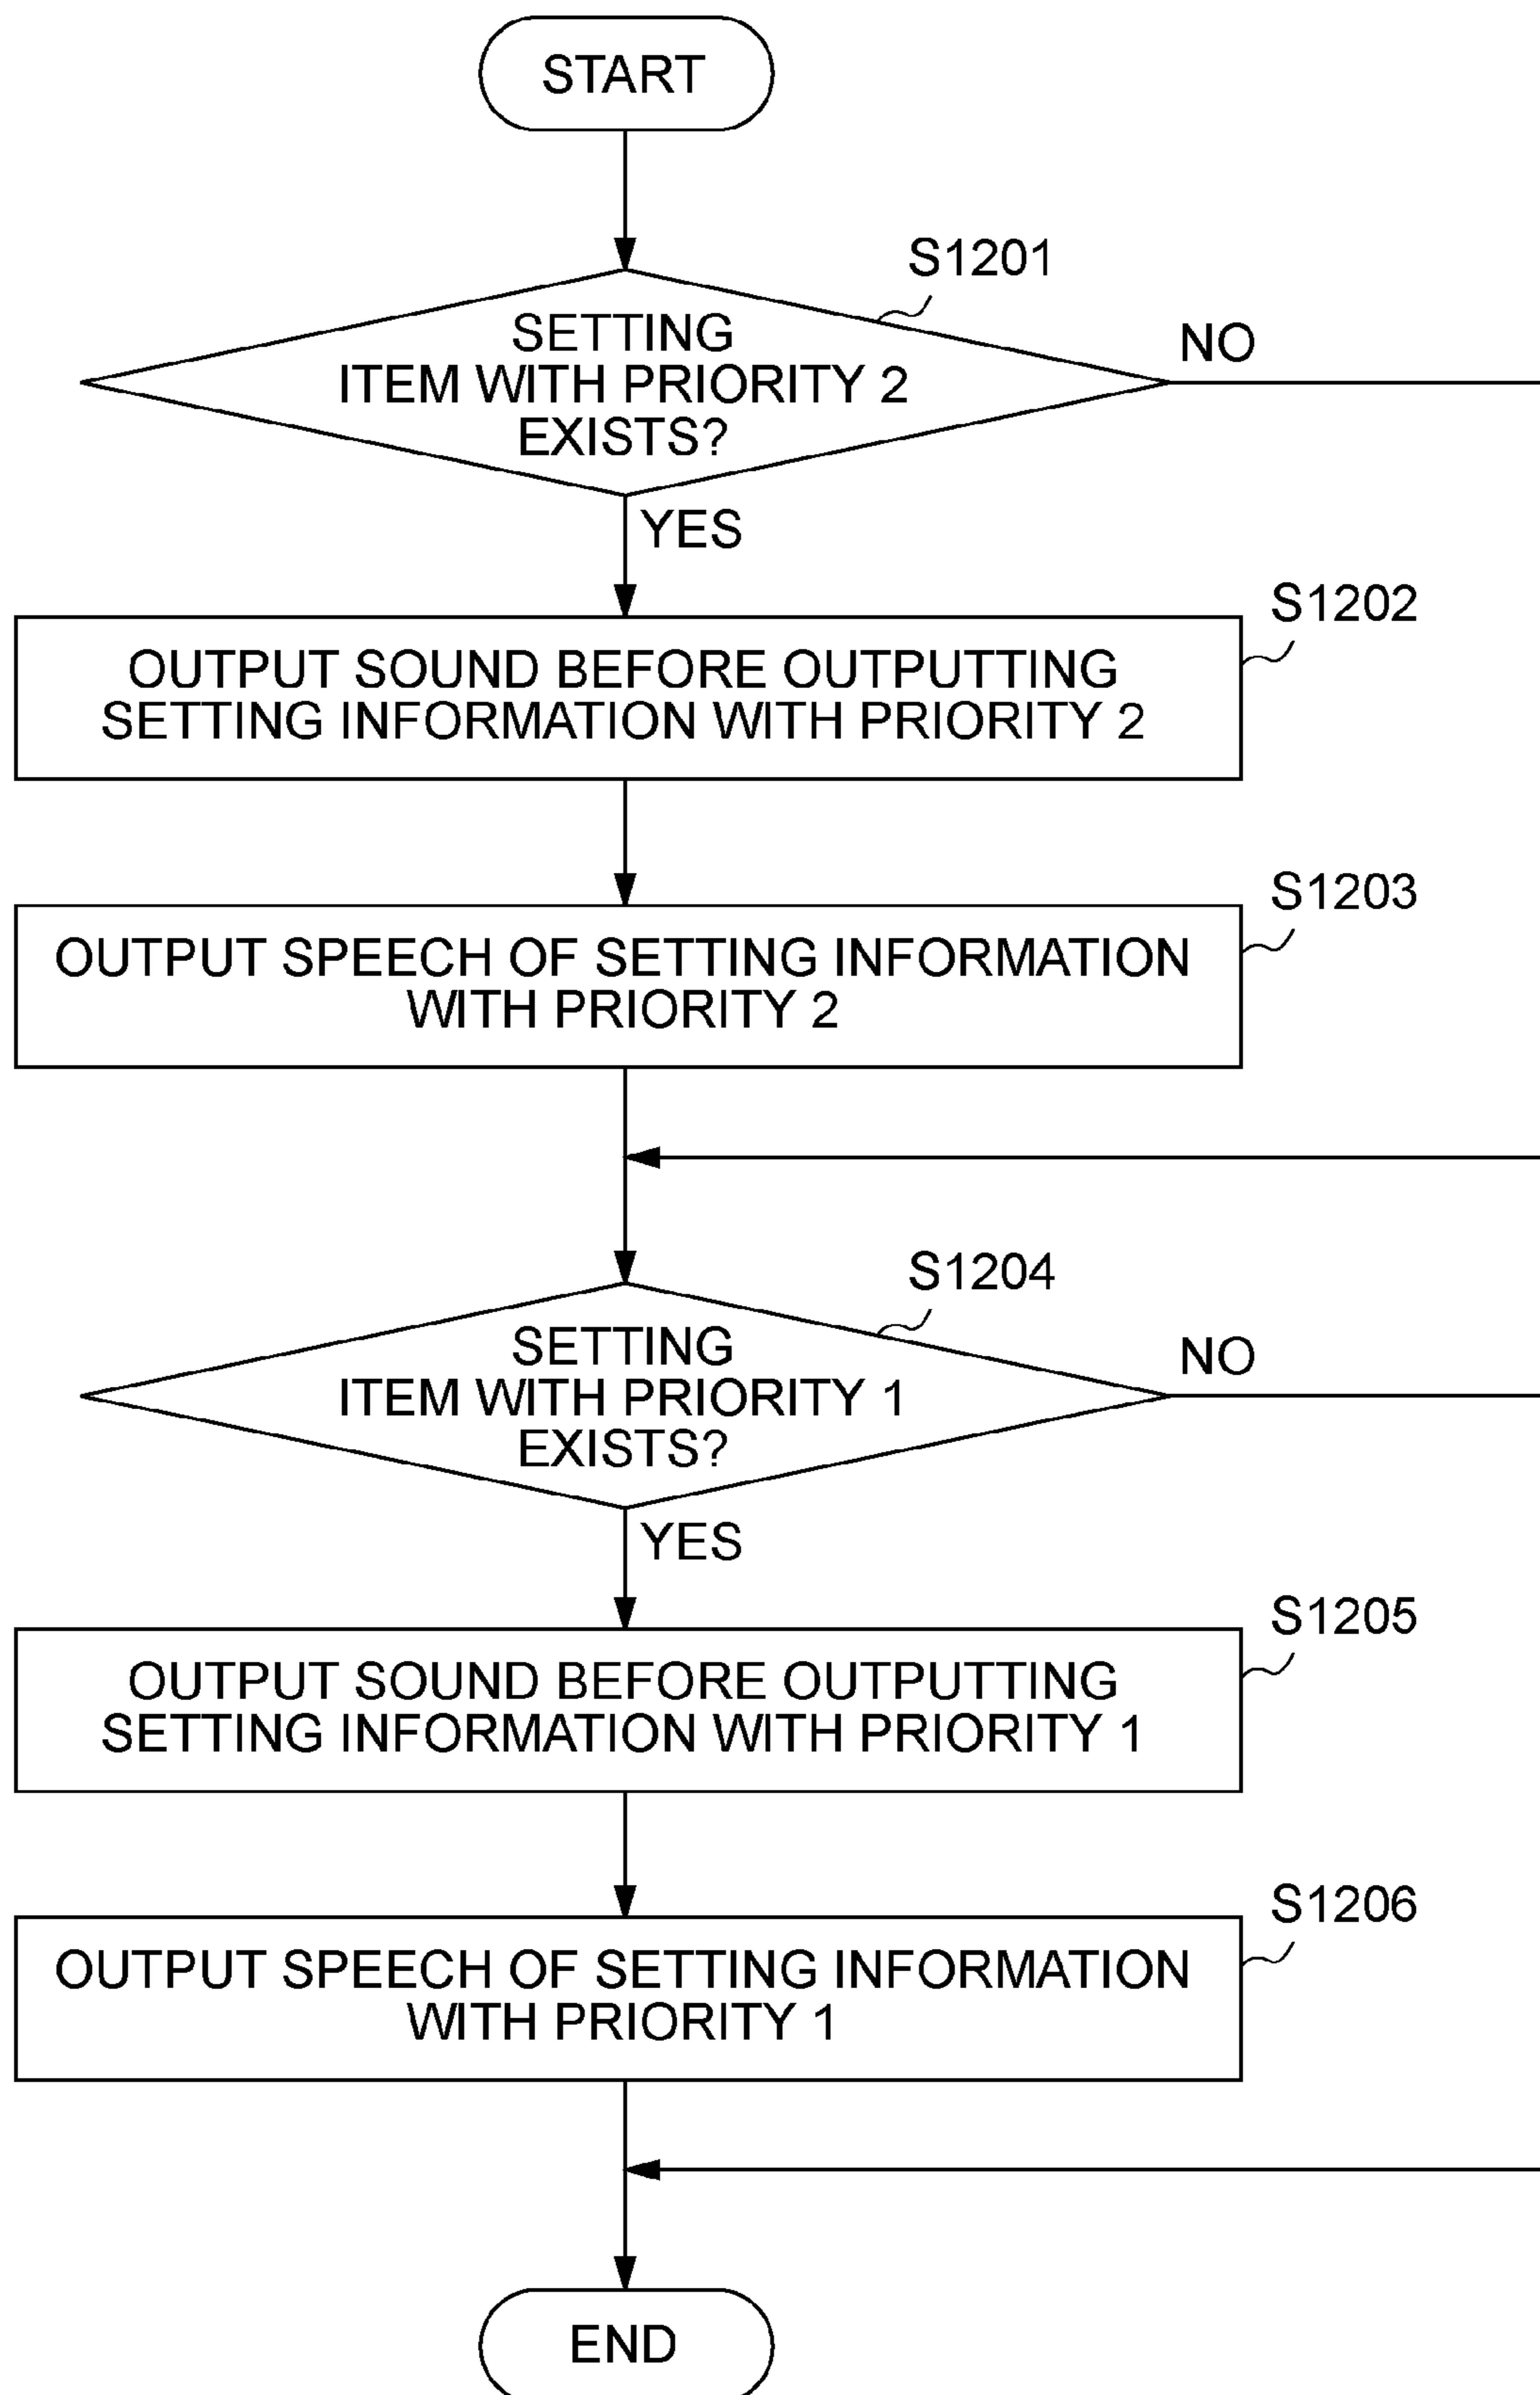 START
S1201
SETTING
ITEM WITH PRIORITY 2
EXISTS?
NO
YES
S1202
OUTPUT SOUND BEFORE OUTPUTTING
SETTING INFORMATION WITH PRIORITY 2
S1203
OUTPUT SPEECH OF SETTING INFORMATION
WITH PRIORITY 2
S1204
SETTING
ITEM WITH PRIORITY 1
EXISTS?
NO
YES
S1205
OUTPUT SOUND BEFORE OUTPUTTING
SETTING INFORMATION WITH PRIORITY 1
S1206
OUTPUT SPEECH OF SETTING INFORMATION
WITH PRIORITY 1
END